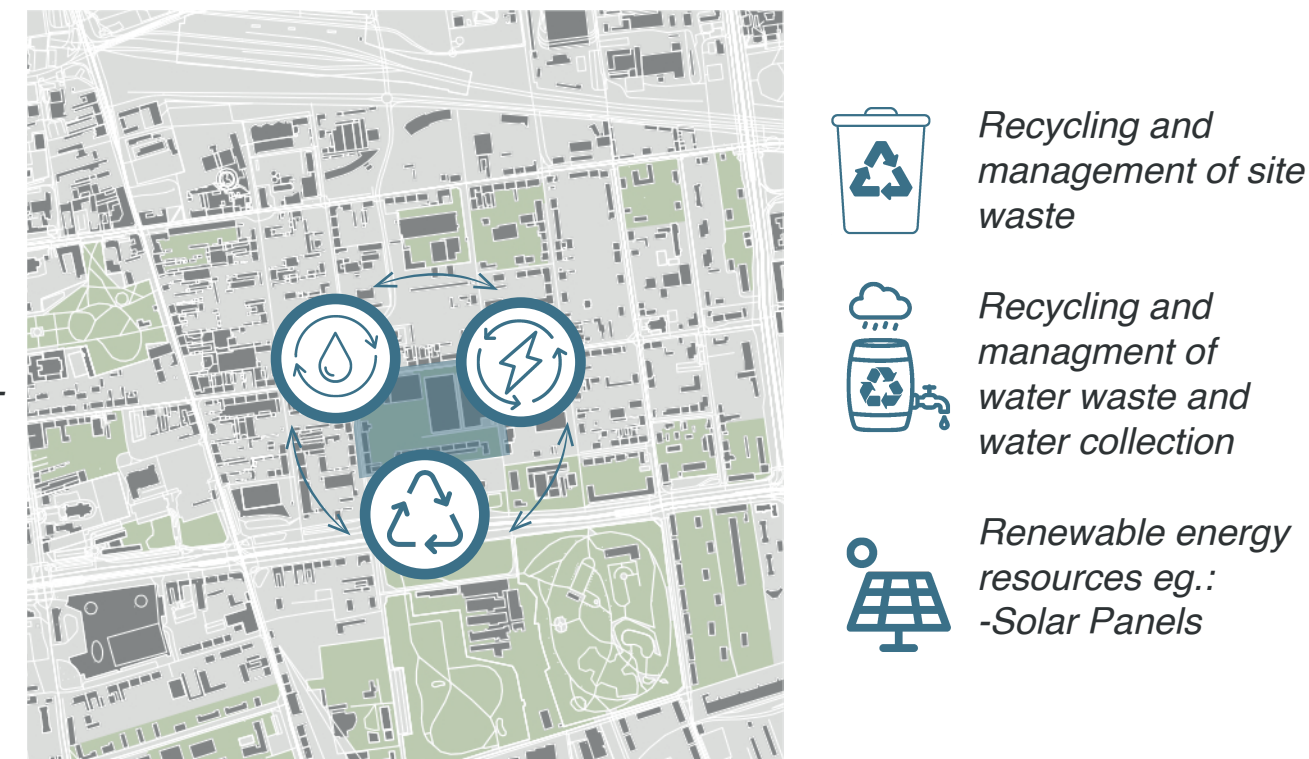 Recycling and
management of site
waste
Recycling and
managment of
water waste and
water collection
Renewable energy
resources eg.:
-Solar Panels